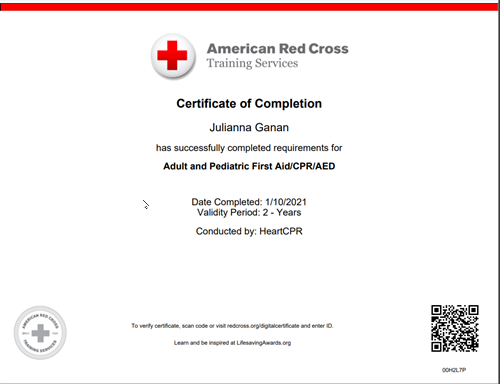 American Red Cross
Training Services
Certificate of Completion
Julianna Ganan
has successfully completed requirements for
Adult and Pediatric First Aid/CPR/AED
Date Completed: 1/10/2021
Validity Period: 2 - Years
Conducted by: HeartCPR
AMERICAN RED CROSS
TRAINING SERVICES
To verify certificate, scan code or visit redcross.org/digitalcertificate and enter ID.
Learn and be inspired at LifesavingAwards.org
00H2L7P